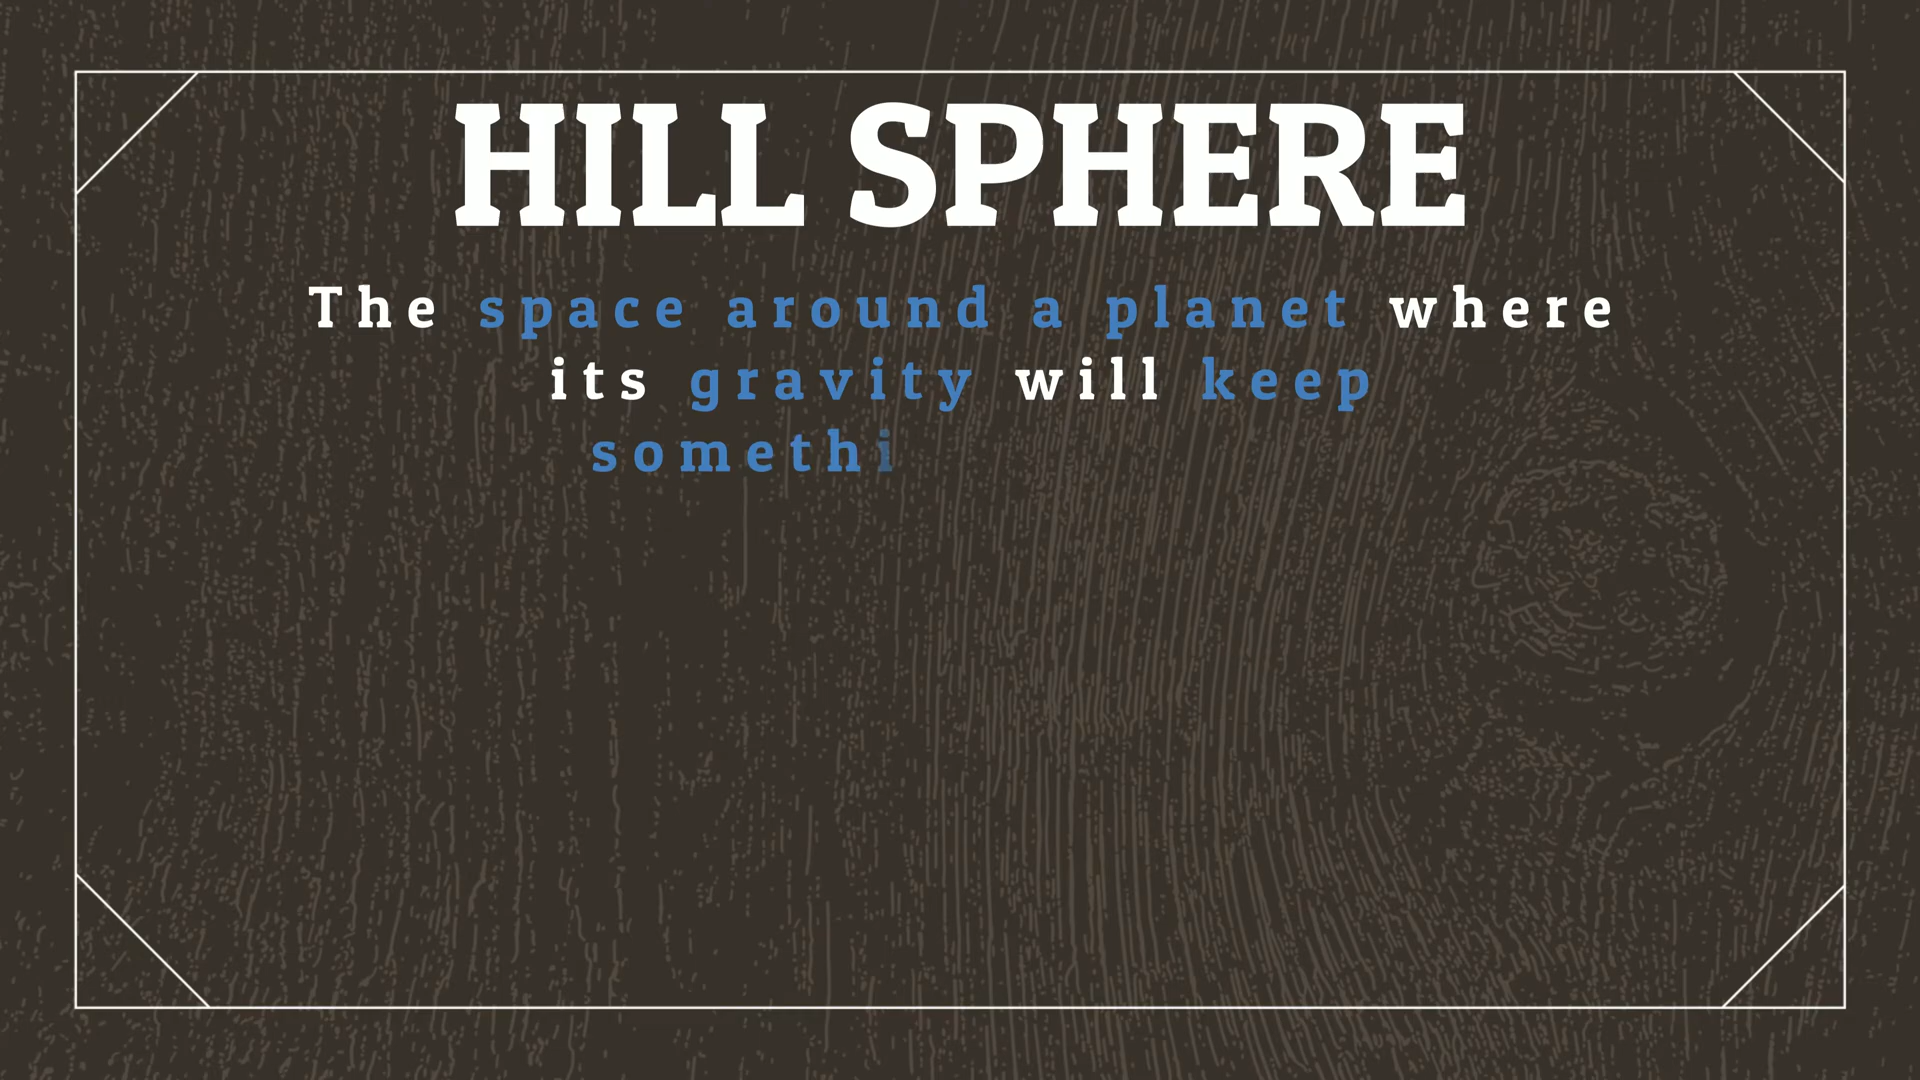 HILL SPHERE
The space around a planet where
its gravity will keep
somethi